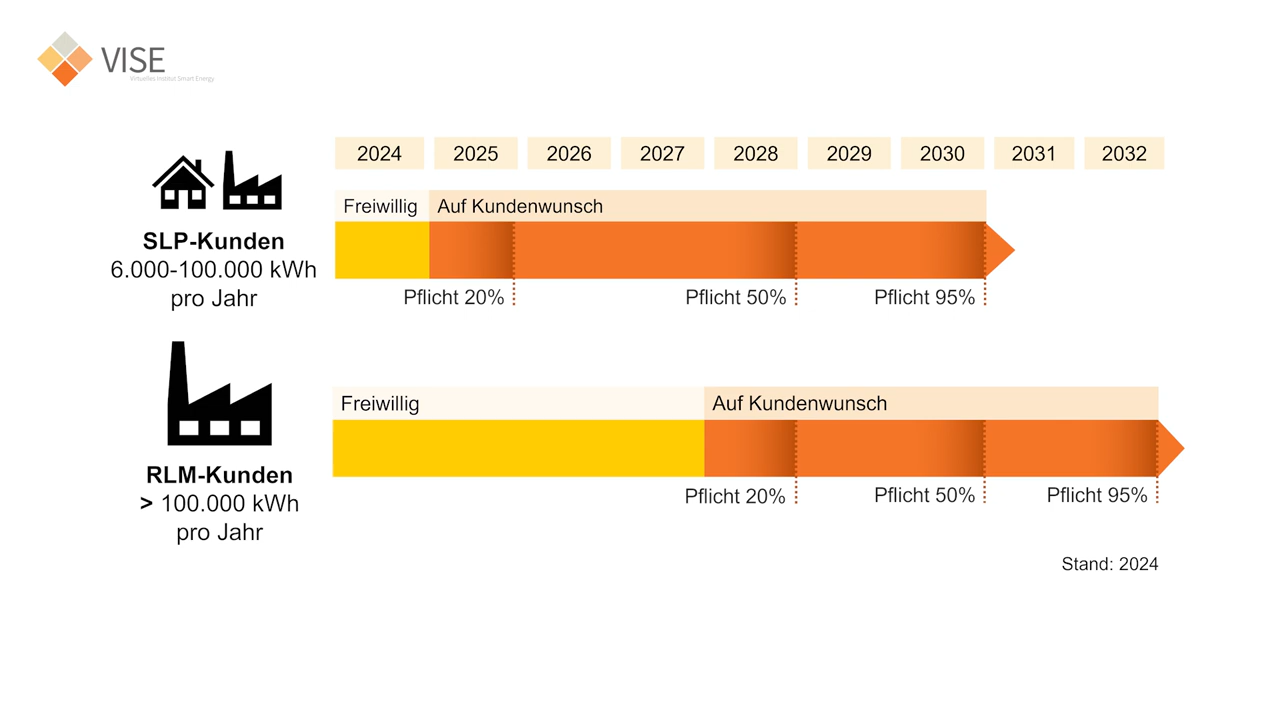 VISE
Virtuelles Institut Smart Energy
2024 2025 2026 2027 2028 2029 2030 2031 2032
Freiwillig Auf Kundenwunsch
SLP-Kunden
6.000-100.000 kWh
pro Jahr
Pflicht 20% Pflicht 50% Pflicht 95%
Freiwillig Auf Kundenwunsch
RLM-Kunden
> 100.000 kWh
pro Jahr
Pflicht 20% Pflicht 50% Pflicht 95%
Stand: 2024